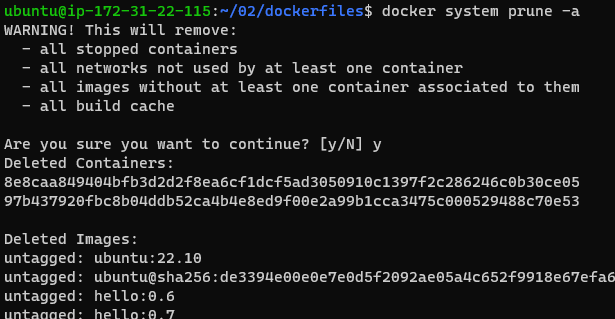 ubuntu@ip-172-31-22-115:~/02/dockerfiles$ docker system prune -a
WARNING! This will remove:
  - all stopped containers
  - all networks not used by at least one container
  - all images without at least one container associated to them
  - all build cache

Are you sure you want to continue? [y/N] y
Deleted Containers:
8e8caa849404bfb3d2d2f8ea6cf1dcf5ad3050910c1397f2c286246c0b30ce05
97b437920fbc8b04ddb52ca4b4e8ed9f00e2a99b1cca3475c000529488c70e53

Deleted Images:
untagged: ubuntu:22.10
untagged: ubuntu@sha256:de3394e00e0e7e0d5f2092ae05a4c652f9918e67efa6
untagged: hello:0.6
untagged: hello:0.7